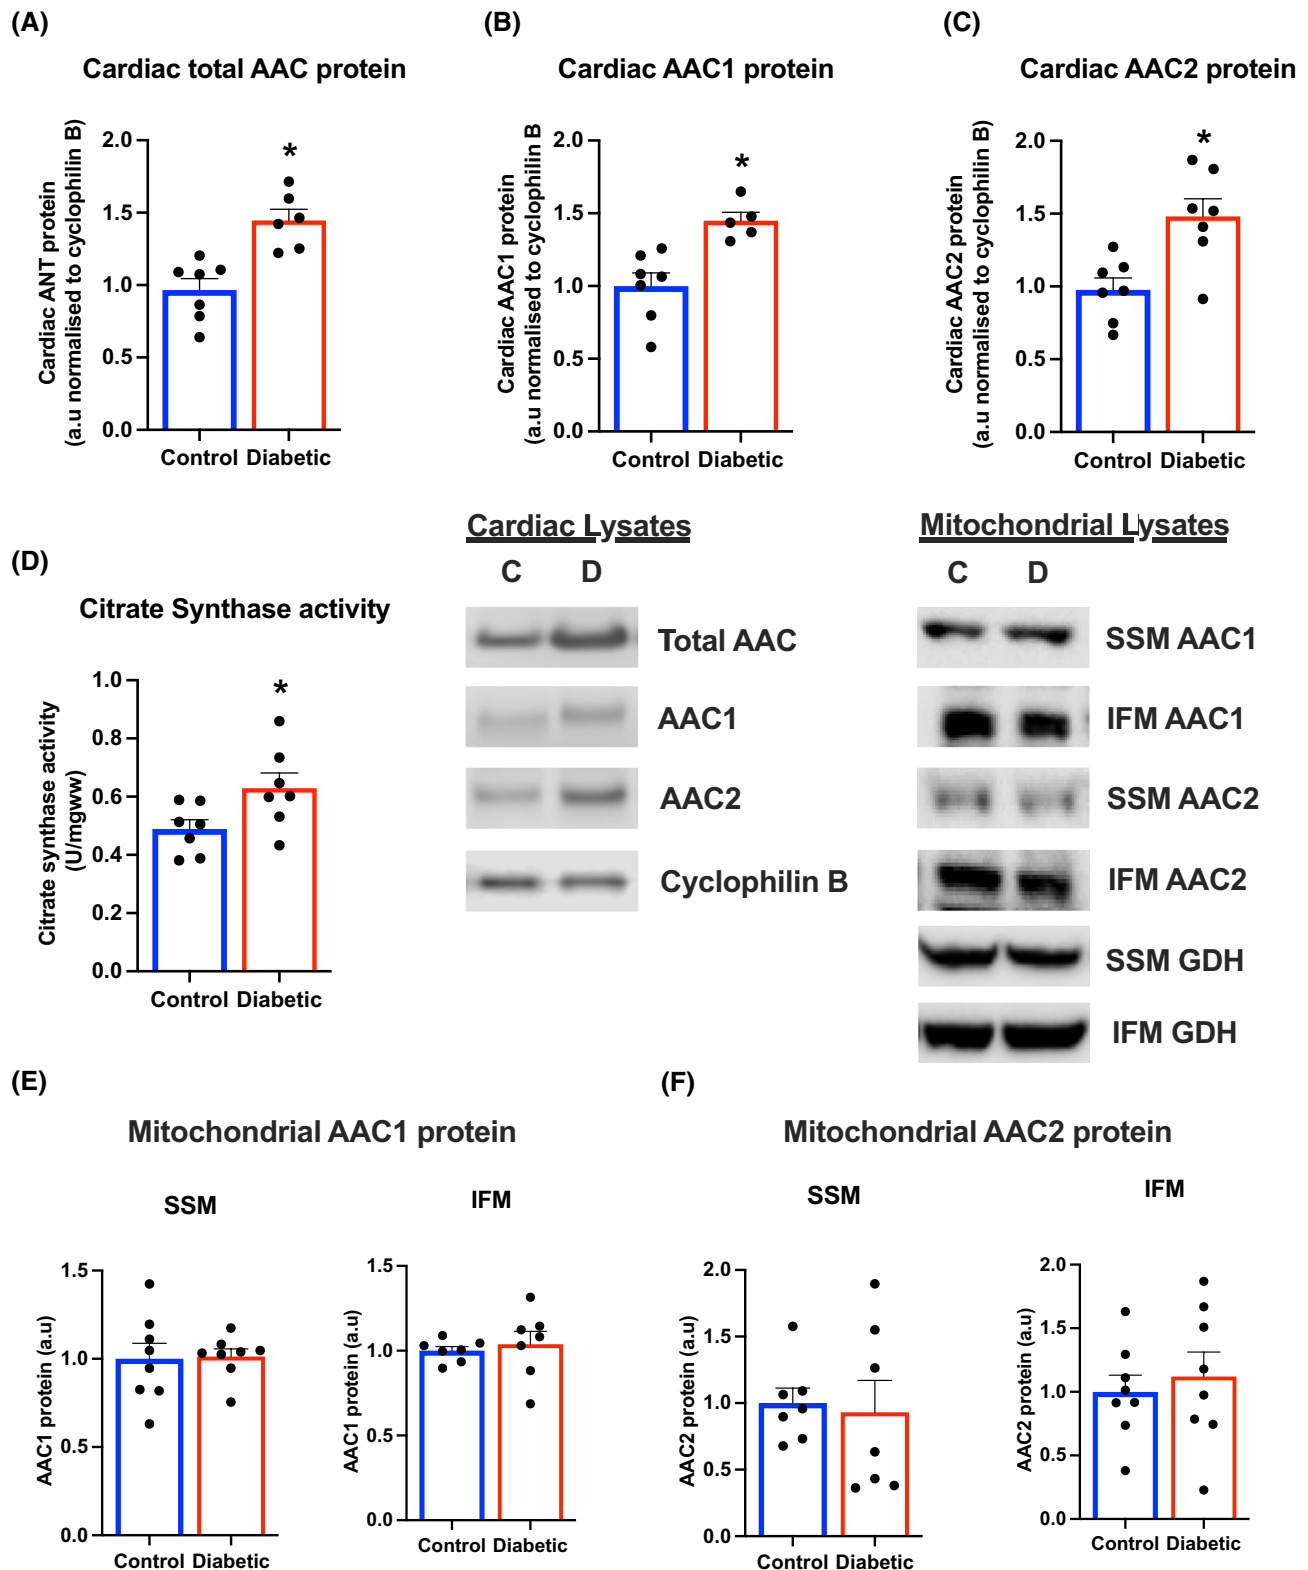 (A)
Cardiac total AAC protein
Cardiac ANT protein
(a.u normalised to cyclophilin B)
2.0
1.5
1.0
0.5
0.0
*
Control Diabetic
(B)
Cardiac AAC1 protein
Cardiac AAC1 protein
(a.u normalised to cyclophilin B
2.0
1.5
1.0
0.5
0.0
*
Control Diabetic
(C)
Cardiac AAC2 protein
Cardiac AAC2 protein
(a.u normalised to cyclophilin B)
2.0
1.5
1.0
0.5
0.0
*
Control Diabetic
(D)
Citrate Synthase activity
Citrate synthase activity
(U/mgww)
1.0
0.8
0.6
0.4
0.2
0.0
*
Control Diabetic
Cardiac Lysates
C D
Total AAC
AAC1
AAC2
Cyclophilin B
Mitochondrial Lysates
C D
SSM AAC1
IFM AAC1
SSM AAC2
IFM AAC2
SSM GDH
IFM GDH
(E)
Mitochondrial AAC1 protein
SSM
AAC1 protein (a.u)
1.5
1.0
0.5
0.0
Control Diabetic
IFM
AAC1 protein (a.u)
1.5
1.0
0.5
0.0
Control Diabetic
(F)
Mitochondrial AAC2 protein
SSM
AAC2 protein (a.u)
2.0
1.5
1.0
0.5
0.0
Control Diabetic
IFM
AAC2 protein (a.u)
2.0
1.5
1.0
0.5
0.0
Control Diabetic